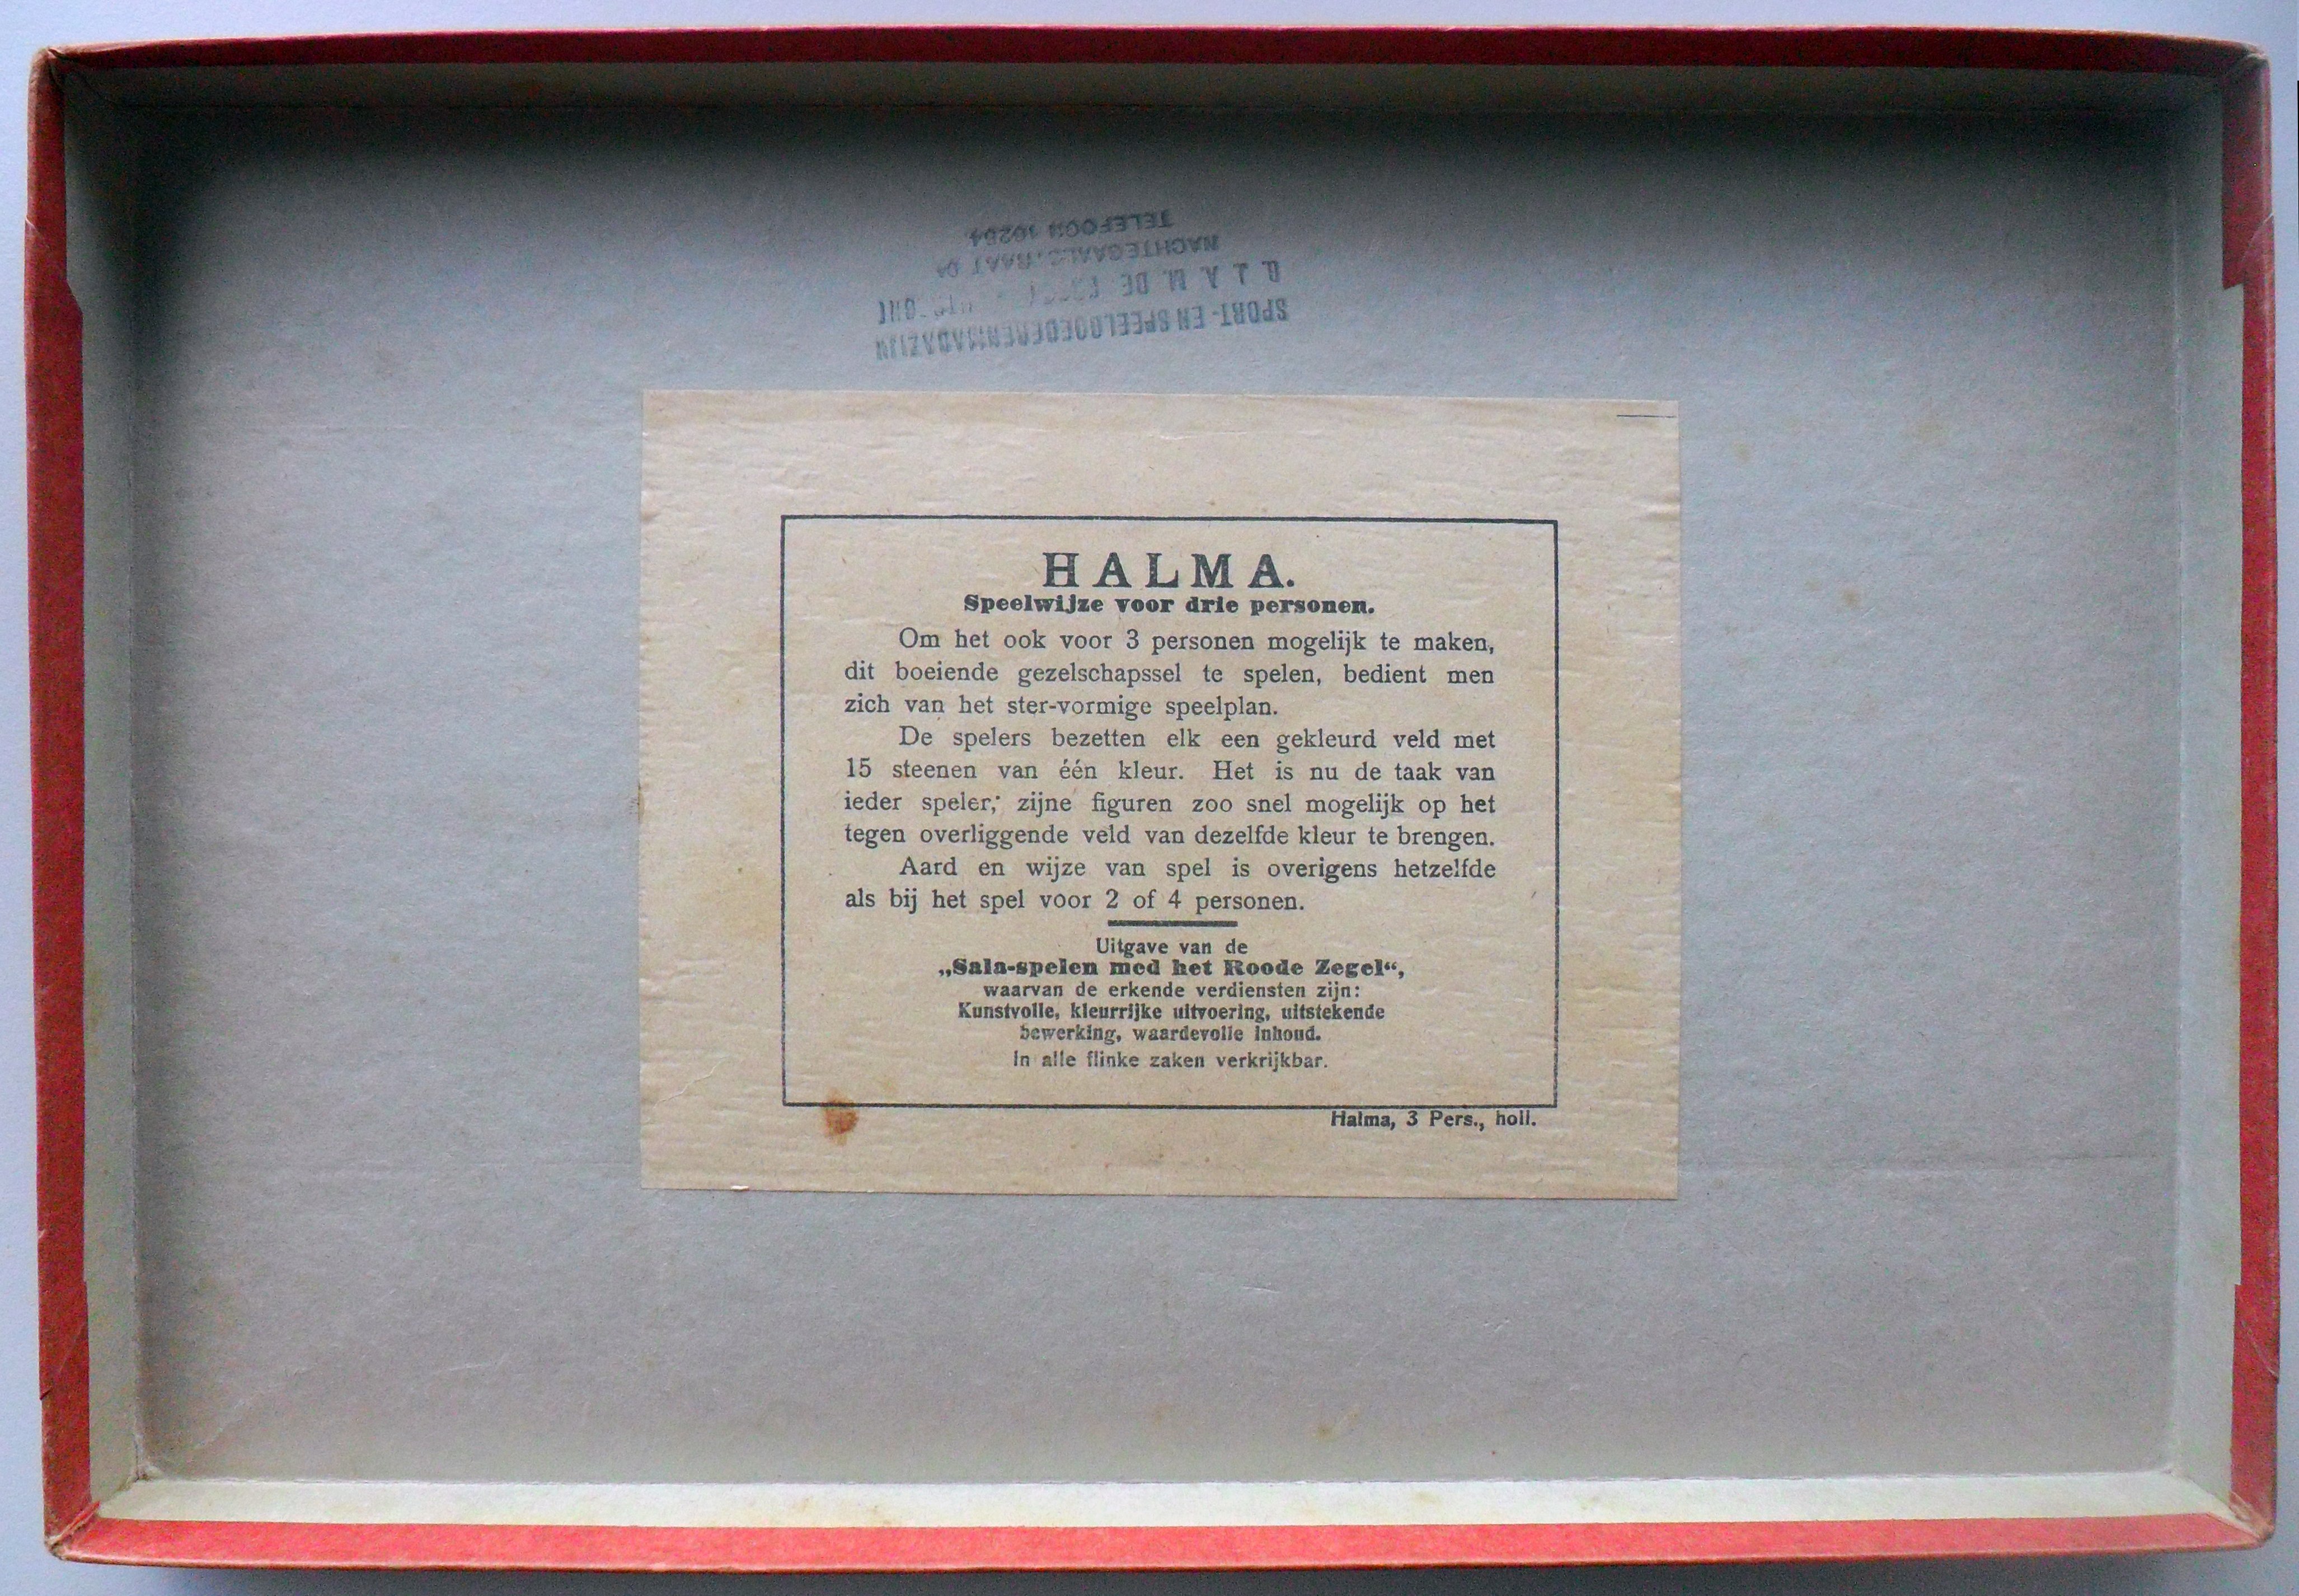 SPORT- EN SPEELGOEDERENMAGAZIJN
DE
TELEFOON 10204
HALMA.
Speelwijze voor drie personen.
Om het ook voor 3 personen mogelijk te maken,
dit boeiende gezelschapssel te spelen, bedient men
zich van het ster-vormige speelplan.
De spelers bezetten elk een gekleurd veld met
15 steenen van één kleur. Het is nu de taak van
ieder speler, zijne figuren zoo snel mogelijk op het
tegen overliggende veld van dezelfde kleur te brengen.
Aard en wijze van spel is overigens hetzelfde
als bij het spel voor 2 of 4 personen.
Uitgave van de
„Sala-spelen med het Roode Zegel“,
waarvan de erkende verdiensten zijn:
Kunstvolle, kleurrijke uitvoering, uitstekende
bewerking, waardevolle inhoud.
In alle flinke zaken verkrijkbar.
Halma, 3 Pers., holl.